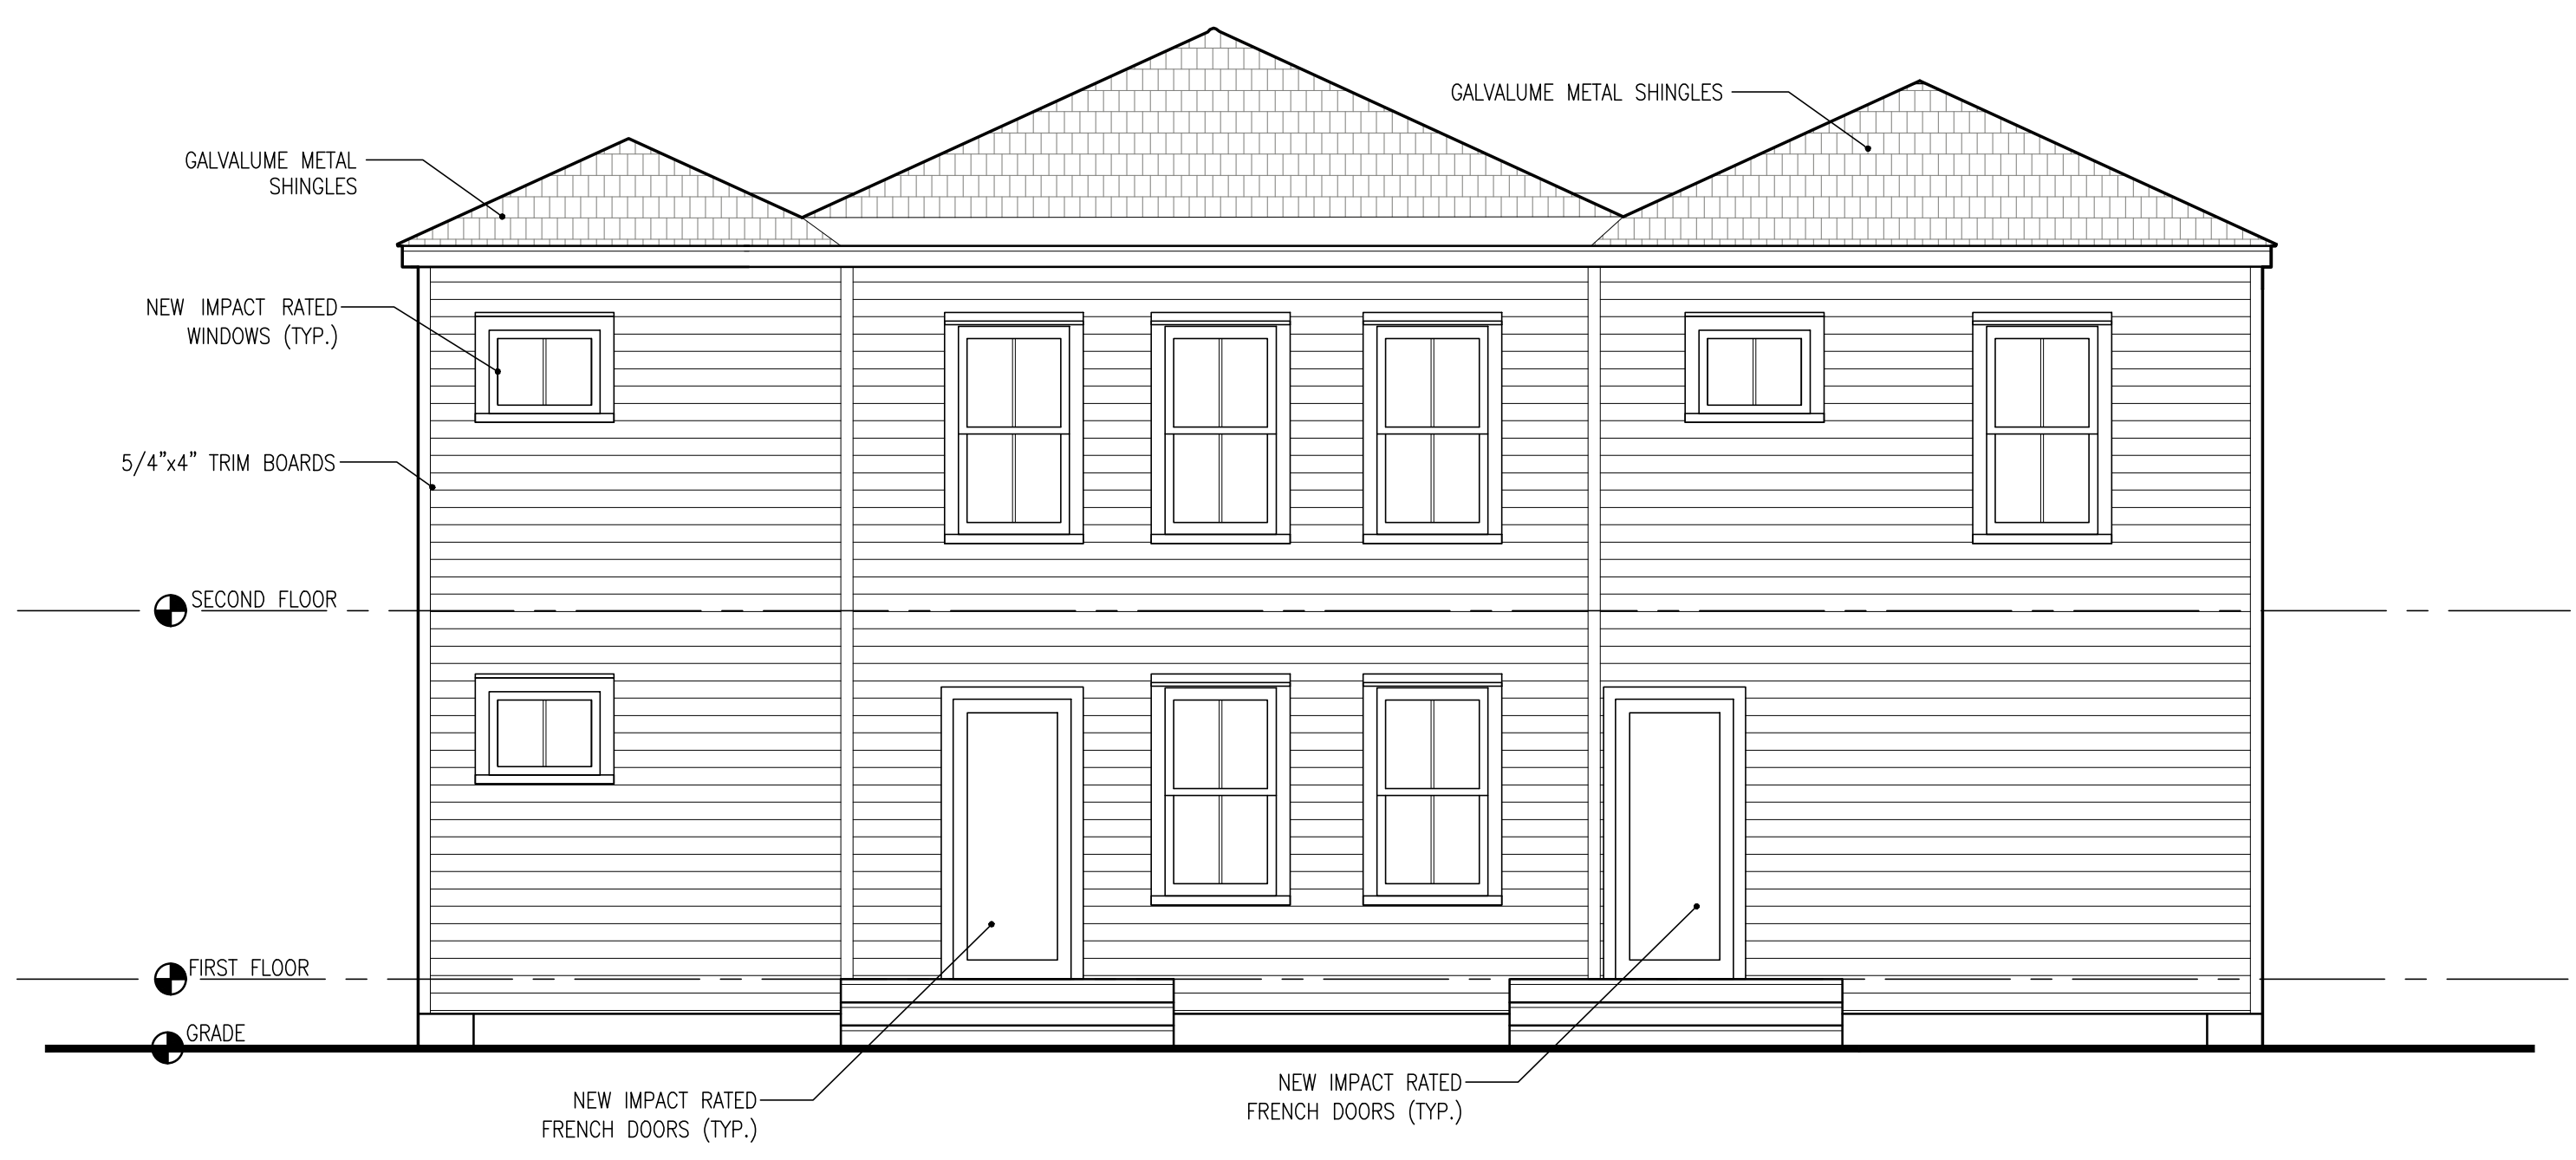 GALVALUME METAL SHINGLES
GALVALUME METAL
SHINGLES
NEW IMPACT RATED
WINDOWS (TYP.)
5/4"x4" TRIM BOARDS
SECOND FLOOR
FIRST FLOOR
GRADE
NEW IMPACT RATED
FRENCH DOORS (TYP.)
NEW IMPACT RATED
FRENCH DOORS (TYP.)